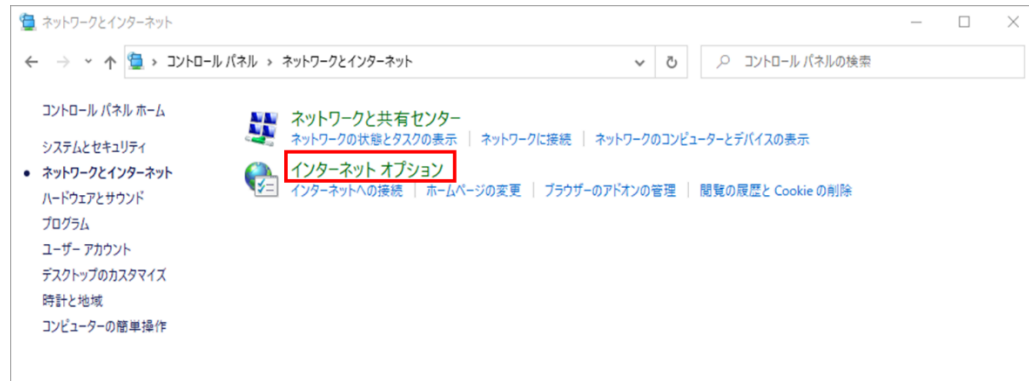 ネットワークとインターネット
コントロール パネル › ネットワークとインターネット
コントロール パネルの検索
コントロール パネル ホーム
システムとセキュリティ
ネットワークとインターネット
ハードウェアとサウンド
プログラム
ユーザー アカウント
デスクトップのカスタマイズ
時計と地域
コンピューターの簡単操作
ネットワークと共有センター
ネットワークの状態とタスクの表示 | ネットワークに接続 | ネットワークのコンピューターとデバイスの表示
インターネット オプション
インターネットへの接続 | ホームページの変更 | ブラウザーのアドオンの管理 | 閲覧の履歴と Cookie の削除